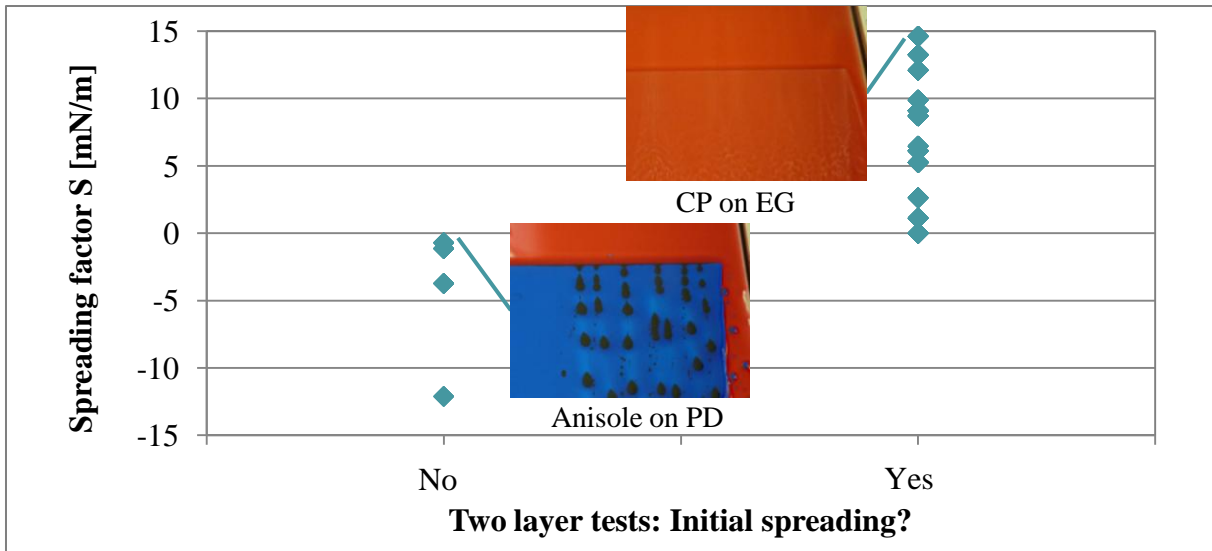 Spreading factor S [mN/m]
15
10
5
0
-5
-10
-15
CP on EG
Anisole on PD
No
Yes
Two layer tests: Initial spreading?